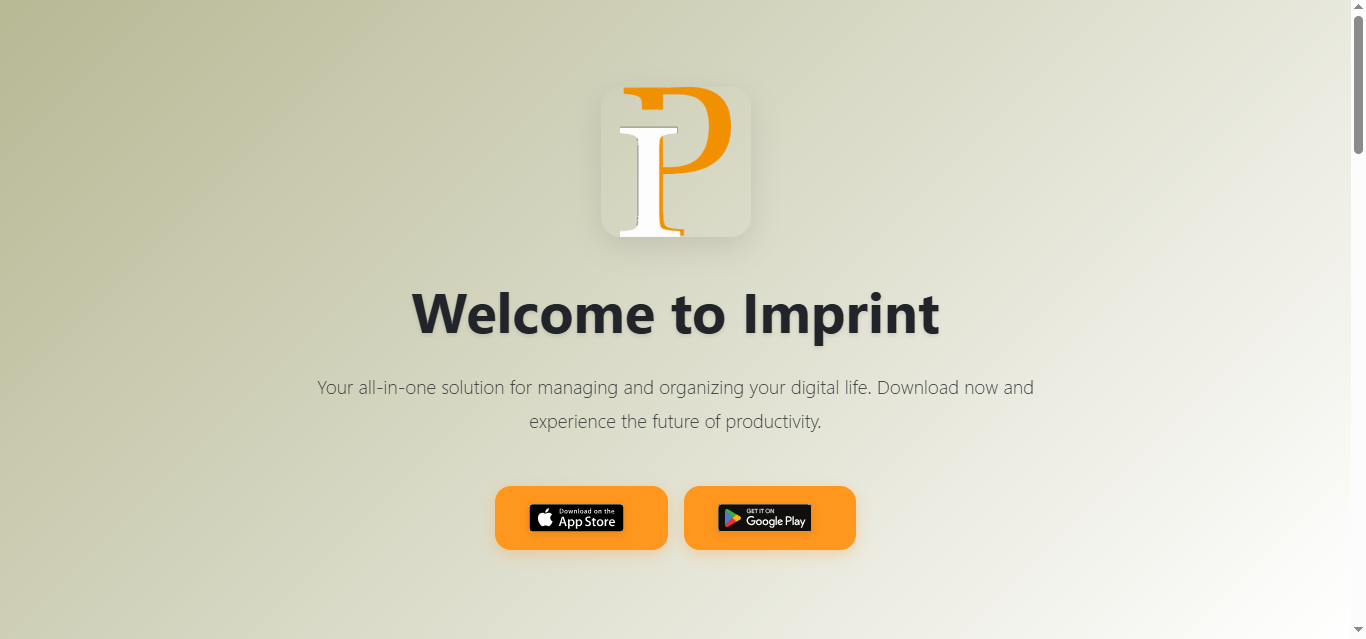 IP
Welcome to Imprint
Your all-in-one solution for managing and organizing your digital life. Download now and
experience the future of productivity.
Download on the
App Store
GET IT ON
Google Play